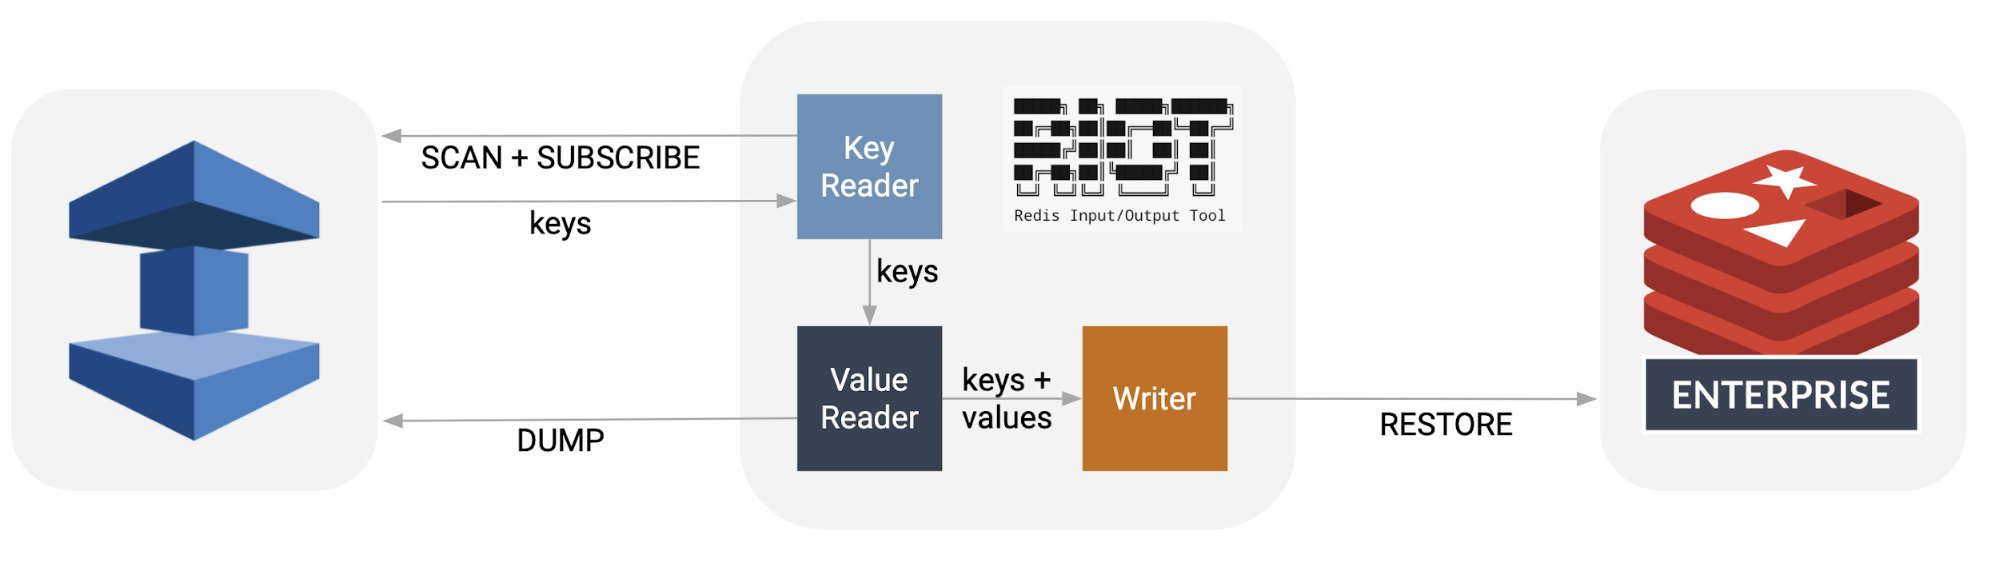 SCAN + SUBSCRIBE
keys
Key
Reader
RIOT
Redis Input/Output Tool
keys
Value
Reader
keys +
values
Writer
DUMP
RESTORE
ENTERPRISE